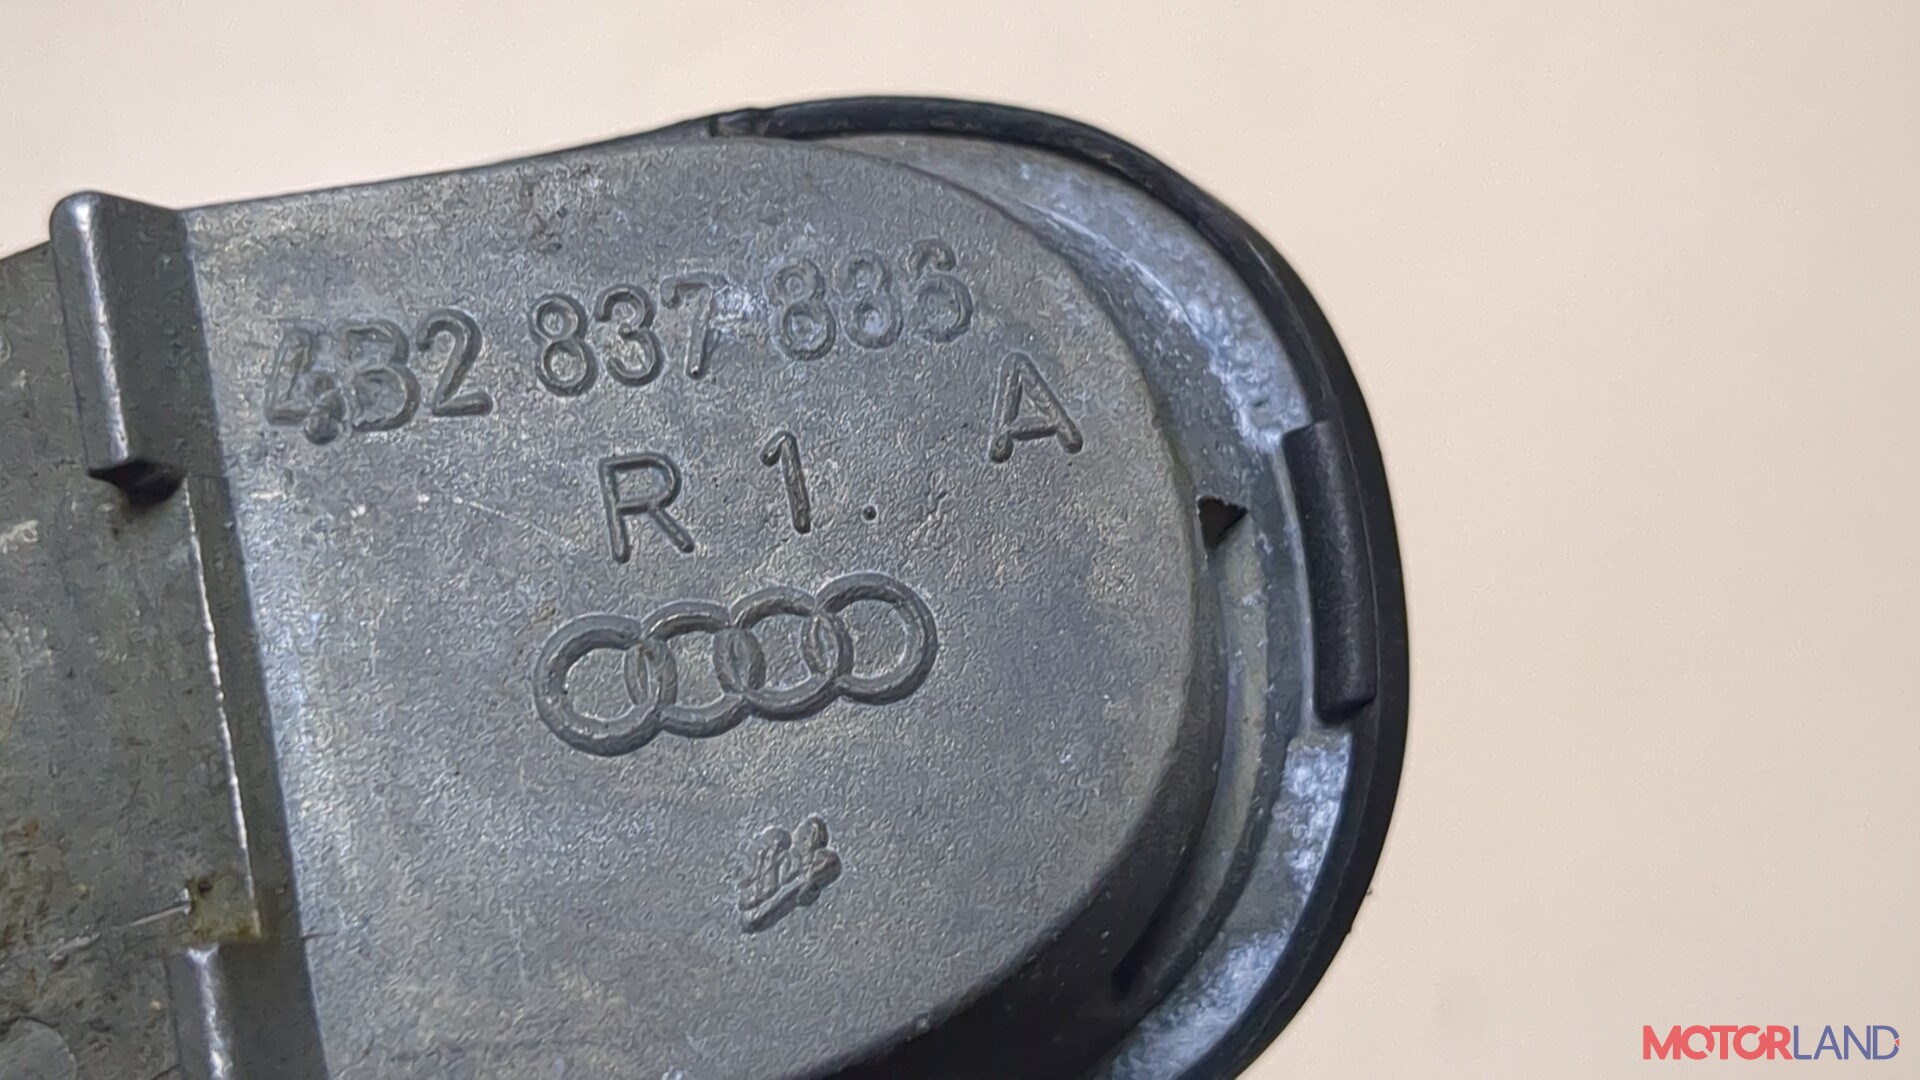 4B2 837 886
A
R 1.
MOTORLAND